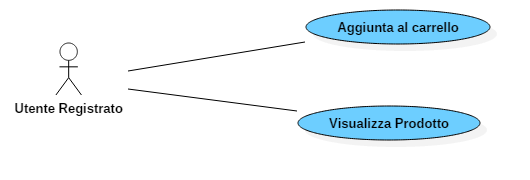 Aggiunta al carrello
Utente Registrato
Visualizza Prodotto